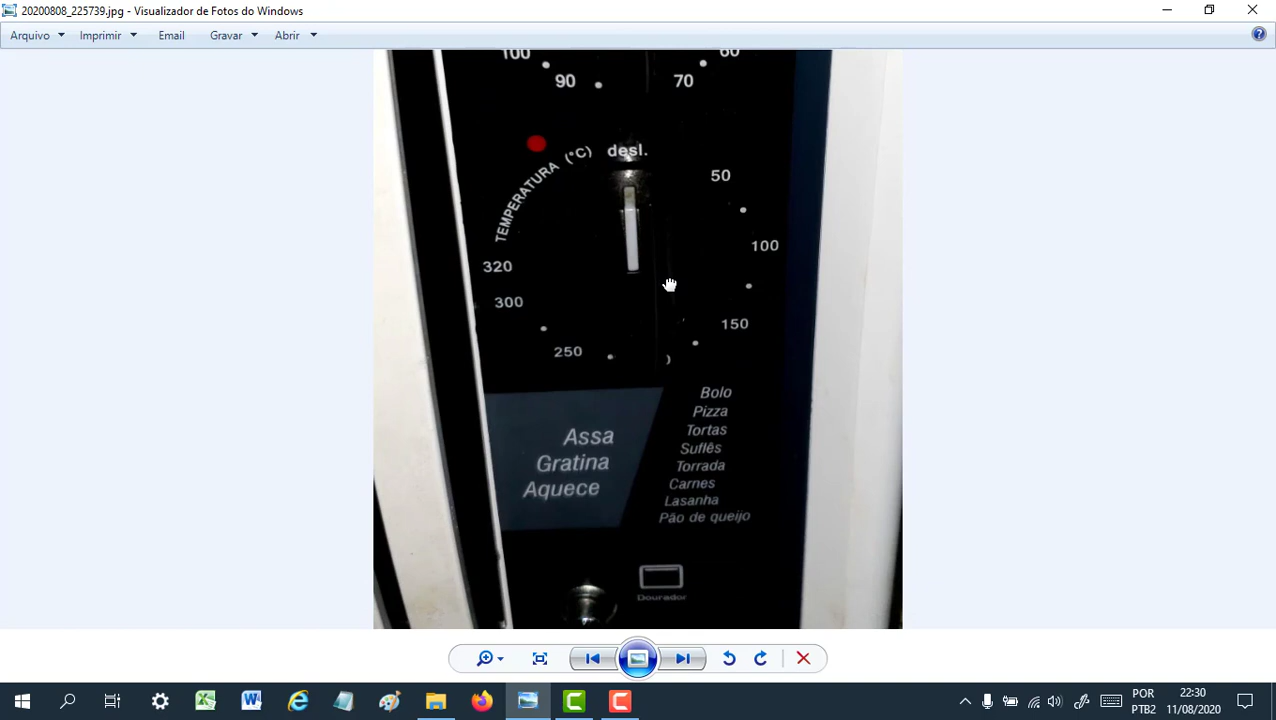 20200808_225739.jpg - Visualizador de Fotos do Windows
Arquivo Imprimir Email Gravar Abrir
100 60
90 70
TEMPERATURA (°C) desl.
50
100
320
300
150
250
0
Assa
Gratina
Aquece
Bolo
Pizza
Tortas
Suflês
Torrada
Carnes
Lasanha
Pão de queijo
Dourador
POR
PTB2
22:30
11/08/2020